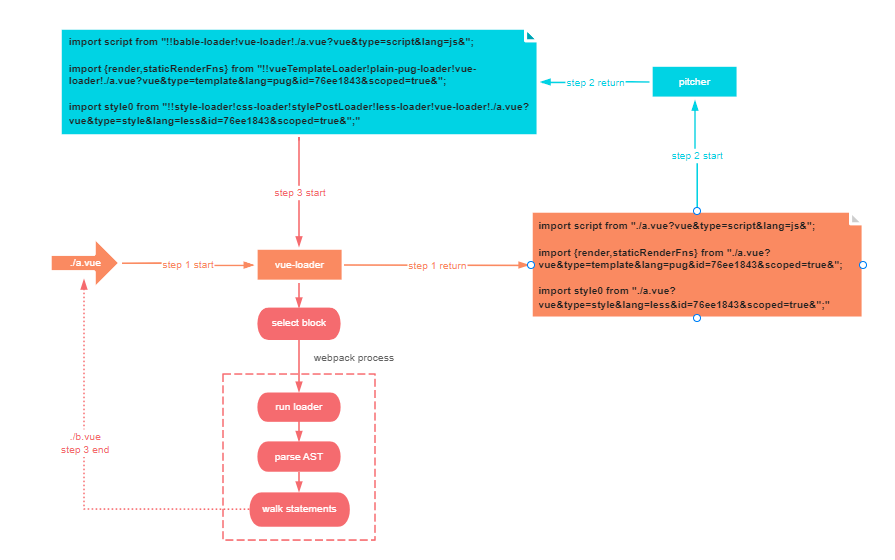 import script from "!!bable-loader!vue-loader!./a.vue?vue&type=script&lang=js&";
import {render,staticRenderFns} from "!!vueTemplateLoader!plain-pug-loader!vue-
loader!./a.vue?vue&type=template&lang=pug&id=76ee1843&scoped=true&";
import style0 from "!!style-loader!css-loader!stylePostLoader!less-loader!vue-loader!./a.vue?
vue&type=style&lang=less&id=76ee1843&scoped=true&";"
step 2 return
pitcher
step 2 start
step 3 start
import script from "./a.vue?vue&type=script&lang=js&";
import {render,staticRenderFns} from "./a.vue?
vue&type=template&lang=pug&id=76ee1843&scoped=true&";
import style0 from "./a.vue?
vue&type=style&lang=less&id=76ee1843&scoped=true&";"
./a.vue
step 1 start
vue-loader
step 1 return
select block
webpack process
run loader
parse AST
walk statements
./b.vue
step 3 end